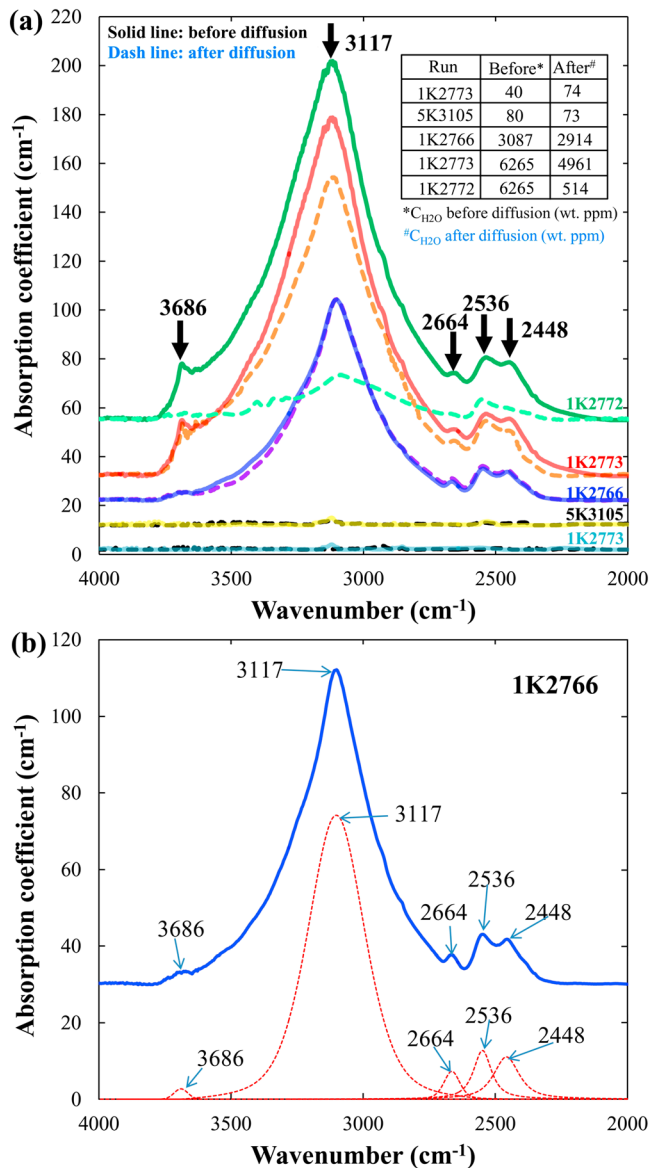 (a)
Solid line: before diffusion
Dash line: after diffusion
3117
Run Before* After#
1K2773 40 74
5K3105 80 73
1K2766 3087 2914
1K2773 6265 4961
1K2772 6265 514
*CH2O before diffusion (wt. ppm)
#CH2O after diffusion (wt. ppm)
3686
2664
2536
2448
1K2772
1K2773
1K2766
5K3105
1K2773
220
200
180
160
140
120
100
80
60
40
20
0
Absorption coefficient (cm-1)
4000 3500 3000 2500 2000
Wavenumber (cm-1)
(b)
1K2766
3117
3117
3686
2664
2536
2448
3686
2664
2536
2448
120
100
80
60
40
20
0
Absorption coefficient (cm-1)
4000 3500 3000 2500 2000
Wavenumber (cm-1)